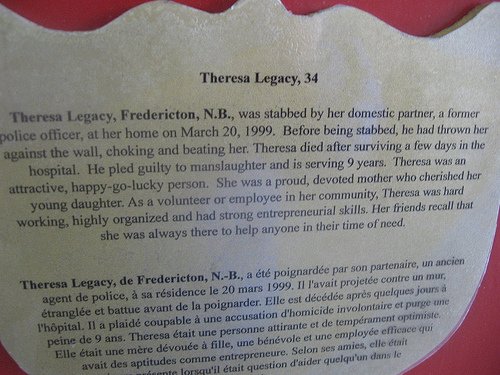 Theresa Legacy, 34
Theresa Legacy, Fredericton, N.B., was stabbed by her domestic partner, a former
police officer, at her home on March 20, 1999. Before being stabbed, he had thrown her
against the wall, choking and beating her. Theresa died after surviving a few days in the
hospital. He pled guilty to manslaughter and is serving 9 years. Theresa was an
attractive, happy-go-lucky person. She was a proud, devoted mother who cherished her
young daughter. As a volunteer or employee in her community, Theresa was hard
working, highly organized and had strong entrepreneurial skills. Her friends recall that
she was always there to help anyone in their time of need.
Theresa Legacy, de Fredericton, N.-B., a été poignardée par son partenaire, un ancien
agent de police, à sa résidence le 20 mars 1999. Il l'avait projetée contre un mur,
étranglée et battue avant de la poignarder. Elle est décédée après quelques jours à
l'hôpital. Il a plaidé coupable à une accusation d'homicide involontaire et purge une
peine de 9 ans. Theresa était une personne attirante et de tempérament optimiste.
Elle était une mère dévouée à fille, une bénévole et une employée efficace qui
avait des aptitudes comme entrepreneure. Selon ses amies, elle était
présente lorsqu'il était question d'aider quelqu'un dans le